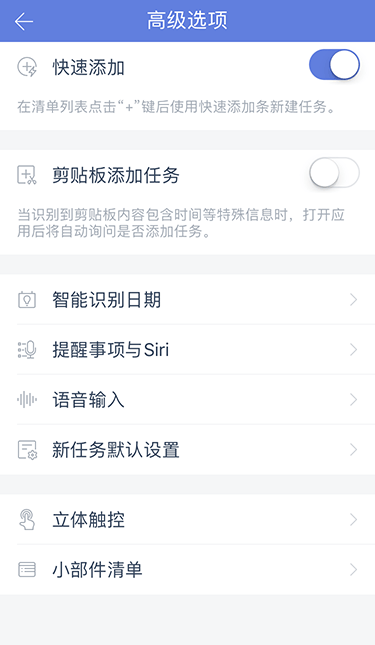 高级选项
快速添加
在清单列表点击“+”键后使用快速添加条新建任务。
剪贴板添加任务
当识别到剪贴板内容包含时间等特殊信息时，打开应
用后将自动询问是否添加任务。
智能识别日期
提醒事项与Siri
语音输入
新任务默认设置
立体触控
小部件清单